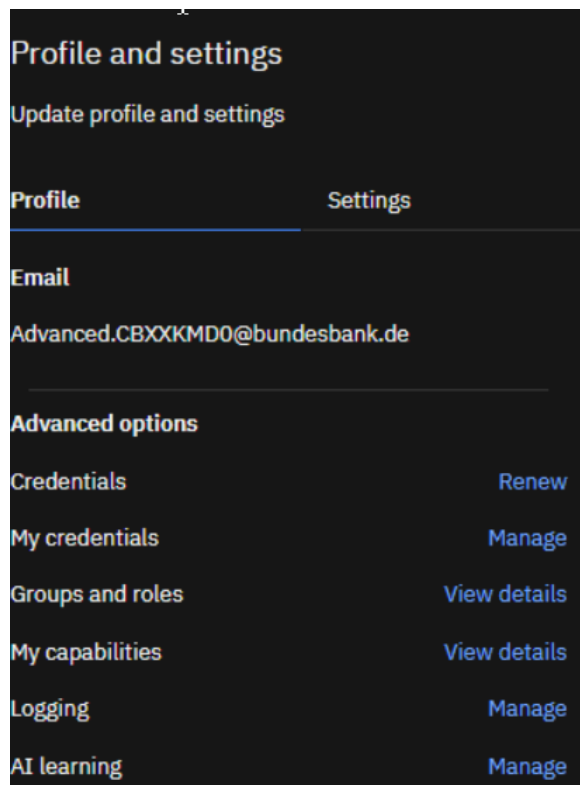 Profile and settings
Update profile and settings
Profile Settings
Email
Advanced.CBXXKMD0@bundesbank.de
Advanced options
Credentials Renew
My credentials Manage
Groups and roles View details
My capabilities View details
Logging Manage
AI learning Manage